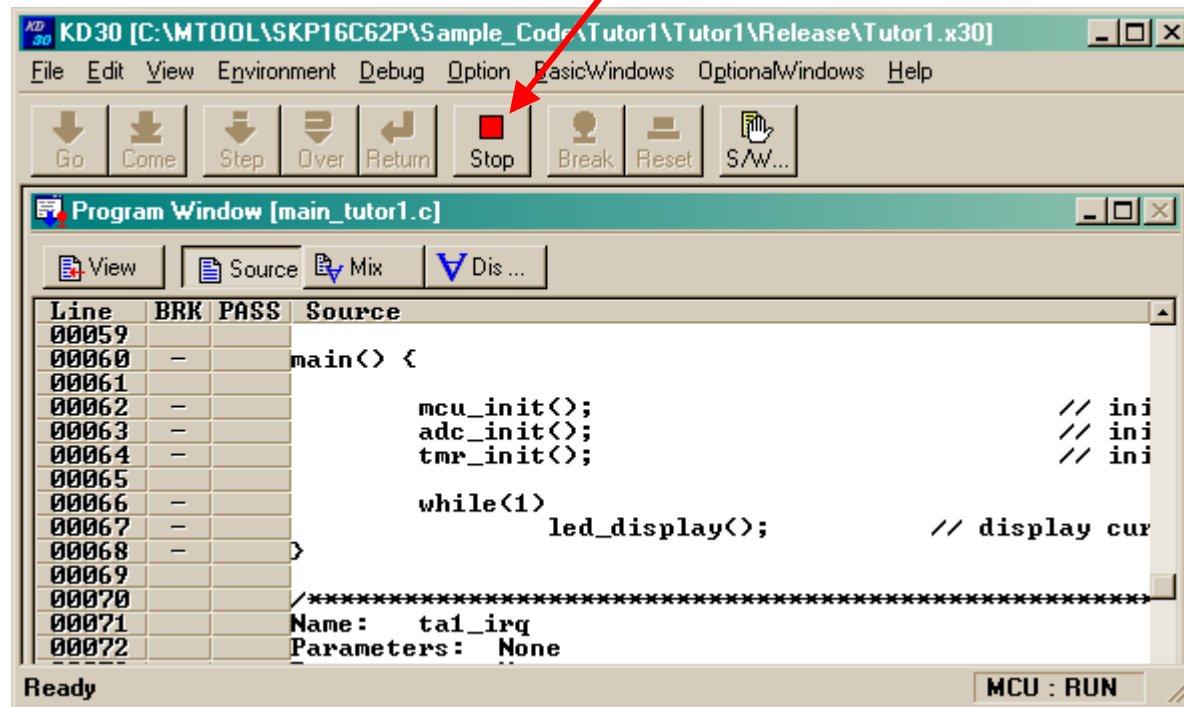 KD30 [C:\MTOOL\SKP16C62P\Sample_Code\Tutor1\Tutor1\Release\Tutor1.x30]
File Edit View Environment Debug Option BasicWindows OptionalWindows Help
Go Come Step Over Return Stop Break Reset S/W...
Program Window [main_tutor1.c]
View Source Mix Dis ...
Line BRK PASS Source
00059
00060 – main() {
00061
00062 – mcu_init(); // ini
00063 – adc_init(); // ini
00064 – tmr_init(); // ini
00065
00066 – while(1)
00067 – led_display(); // display cur
00068 – }
00069
00070 /****************************************************
00071 Name: ta1_irq
00072 Parameters: None
Ready MCU : RUN